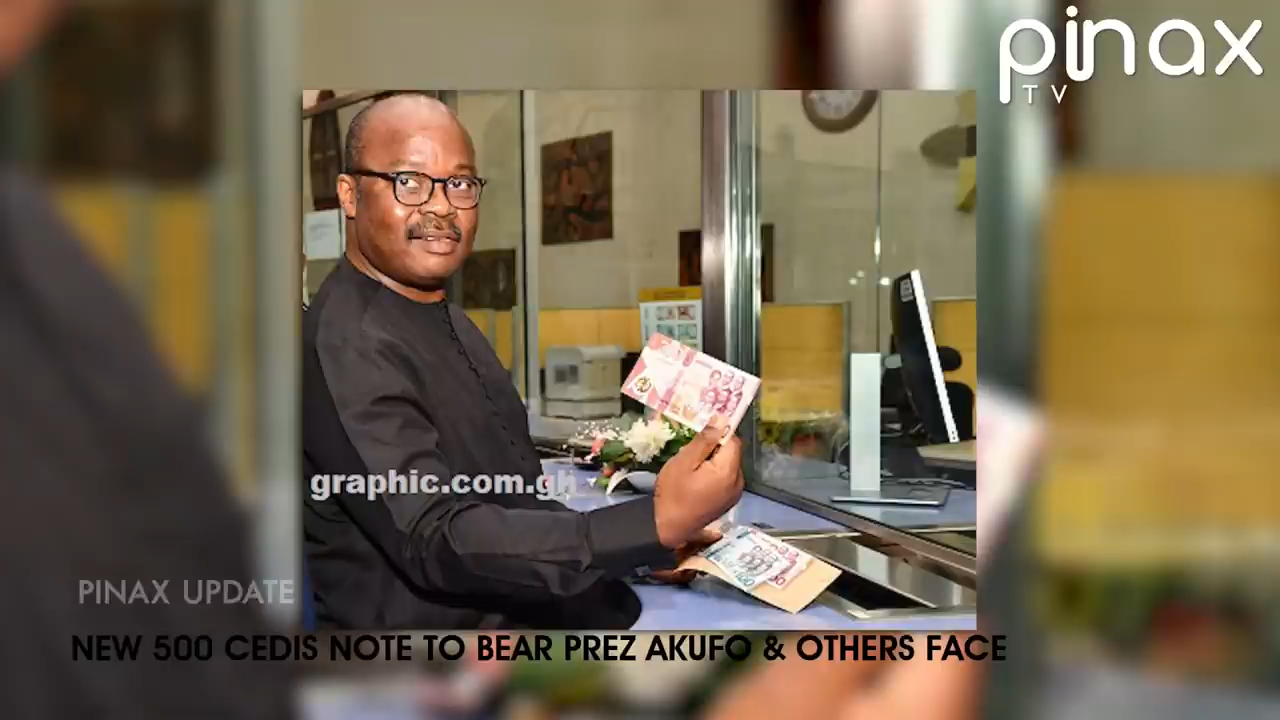 pinax
TV
graphic.com.gh
PINAX UPDATE
NEW 500 CEDIS NOTE TO BEAR PREZ AKUFO & OTHERS FACE